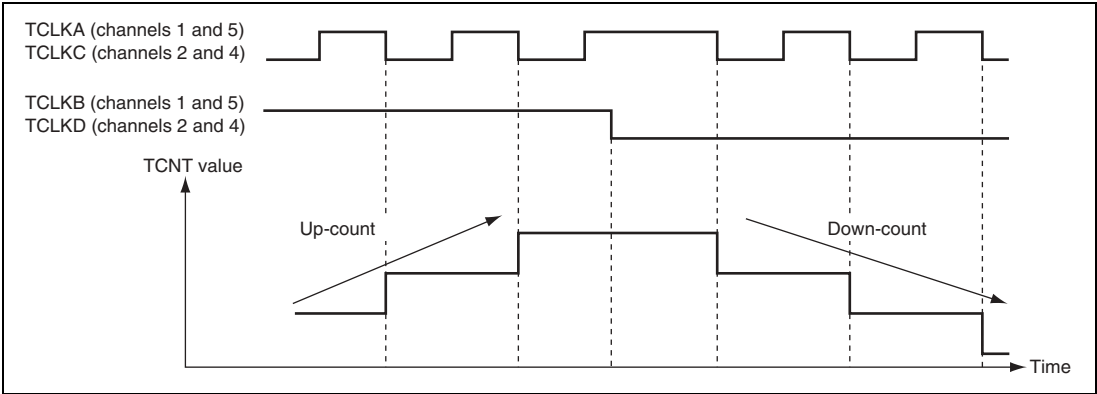 TCLKA (channels 1 and 5)
TCLKC (channels 2 and 4)
TCLKB (channels 1 and 5)
TCLKD (channels 2 and 4)
TCNT value
Up-count
Down-count
Time